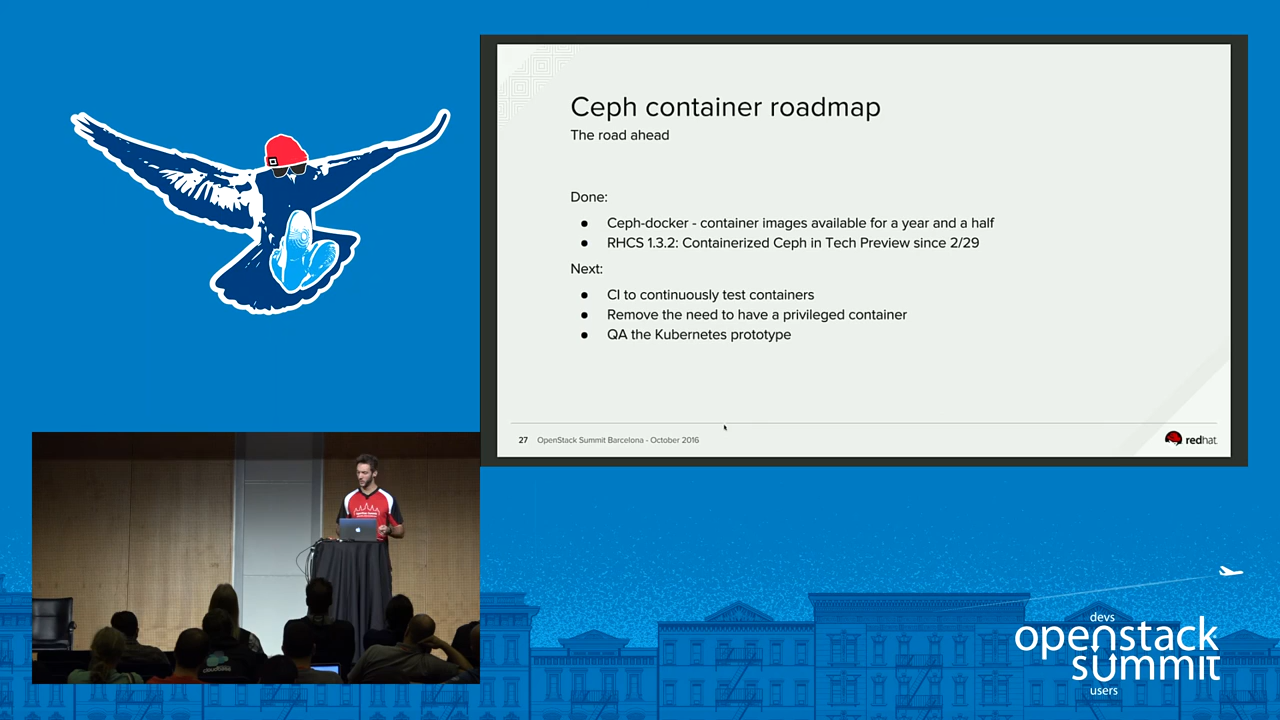 Ceph container roadmap
The road ahead
Done:
● Ceph-docker - container images available for a year and a half
● RHCS 1.3.2: Containerized Ceph in Tech Preview since 2/29
Next:
● CI to continuously test containers
● Remove the need to have a privileged container
● QA the Kubernetes prototype
27 OpenStack Summit Barcelona - October 2016
redhat.
devs
openstack
summit
users